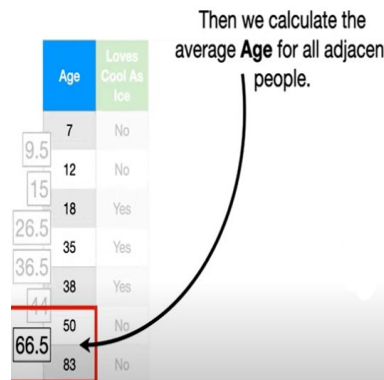 Then we calculate the
average Age for all adjacen
people.
Age
Loves
Cool As
Ice
7 No
9.5
12 No
15
18 Yes
26.5
35 Yes
36.5
38 Yes
44
50 No
66.5
83 No